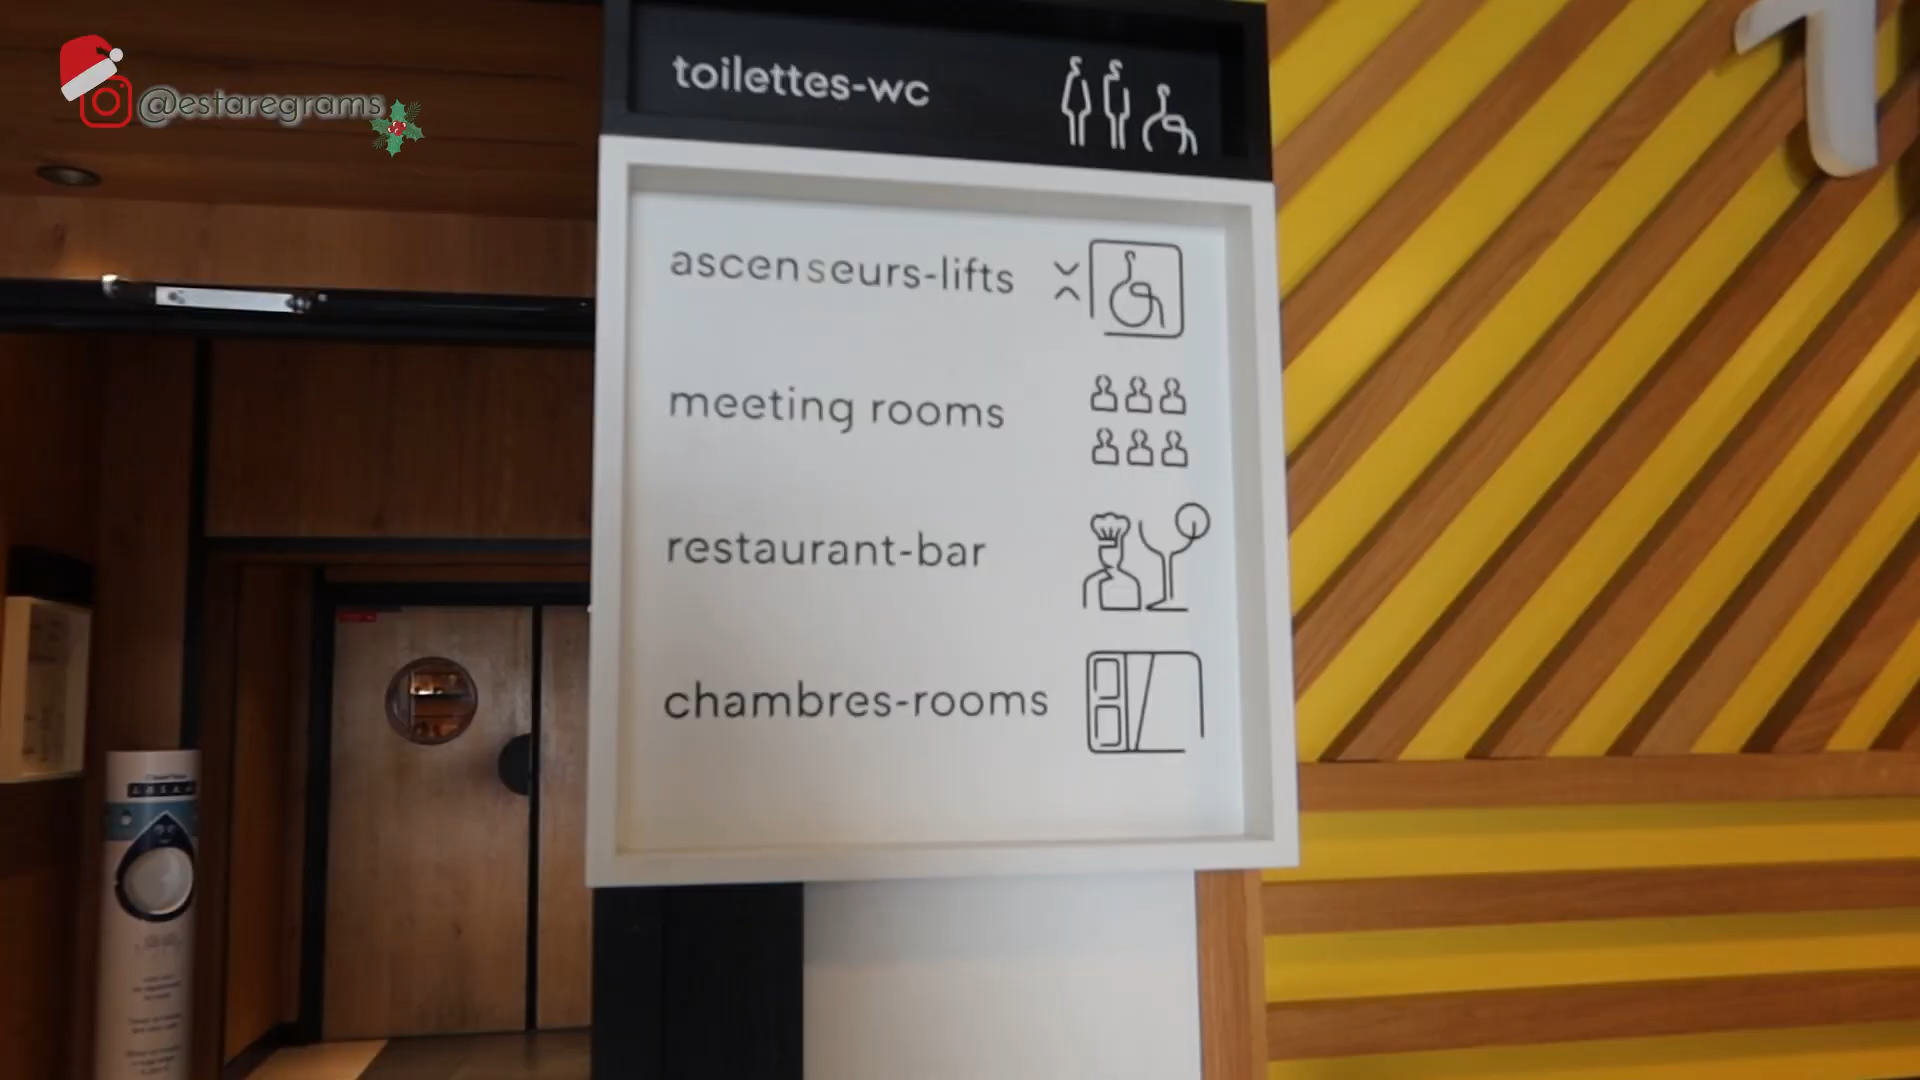 @estaregrams
toilettes-wc
ascenseurs-lifts
meeting rooms
restaurant-bar
chambres-rooms